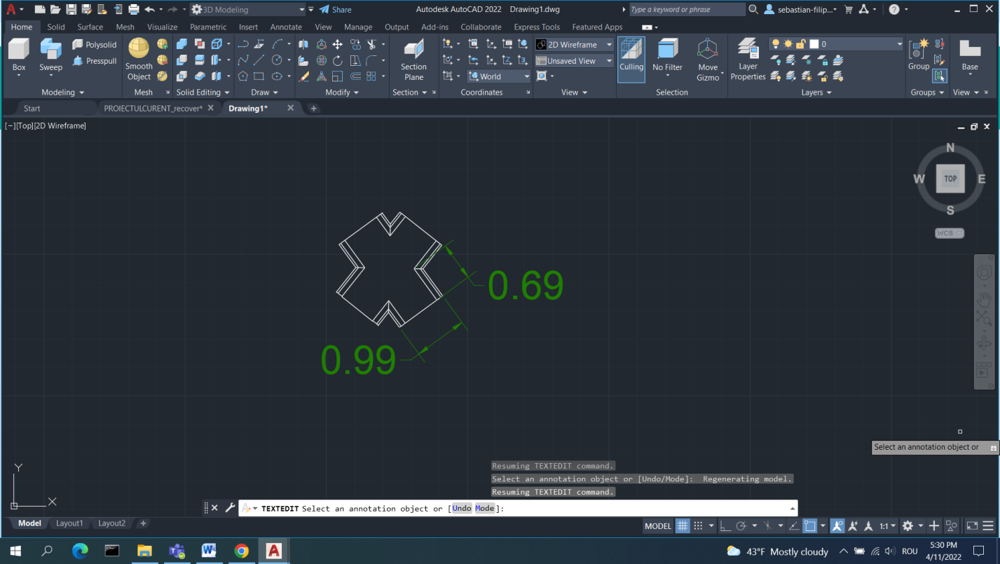 3D Modeling Share Autodesk AutoCAD 2022 Drawing1.dwg Type a keyword or phrase sebastian-filip...
Home Solid Surface Mesh Visualize Parametric Insert Annotate View Manage Output Add-ins Collaborate Express Tools Featured Apps
Box
Sweep
Polysolid
Presspull
Modeling
Smooth
Object
Mesh
Solid Editing
Draw
Modify
Section
Plane
Section
World
Coordinates
2D Wireframe
Unsaved View
View
Culling
No Filter
Move
Gizmo
Selection
Layer
Properties
0
Layers
Group
Groups
Base
View
Start PROIECTULCURENT_recover* Drawing1*
[−][Top][2D Wireframe]
N
W TOP E
S
WCS
0.69
0.99
Select an annotation object or
Y
X
Resuming TEXTEDIT command.
Select an annotation object or [Undo/Mode]: Regenerating model.
Resuming TEXTEDIT command.
TEXTEDIT Select an annotation object or [Undo Mode]:
Model Layout1 Layout2
MODEL 1:1
43°F Mostly cloudy ROU
5:30 PM
4/11/2022